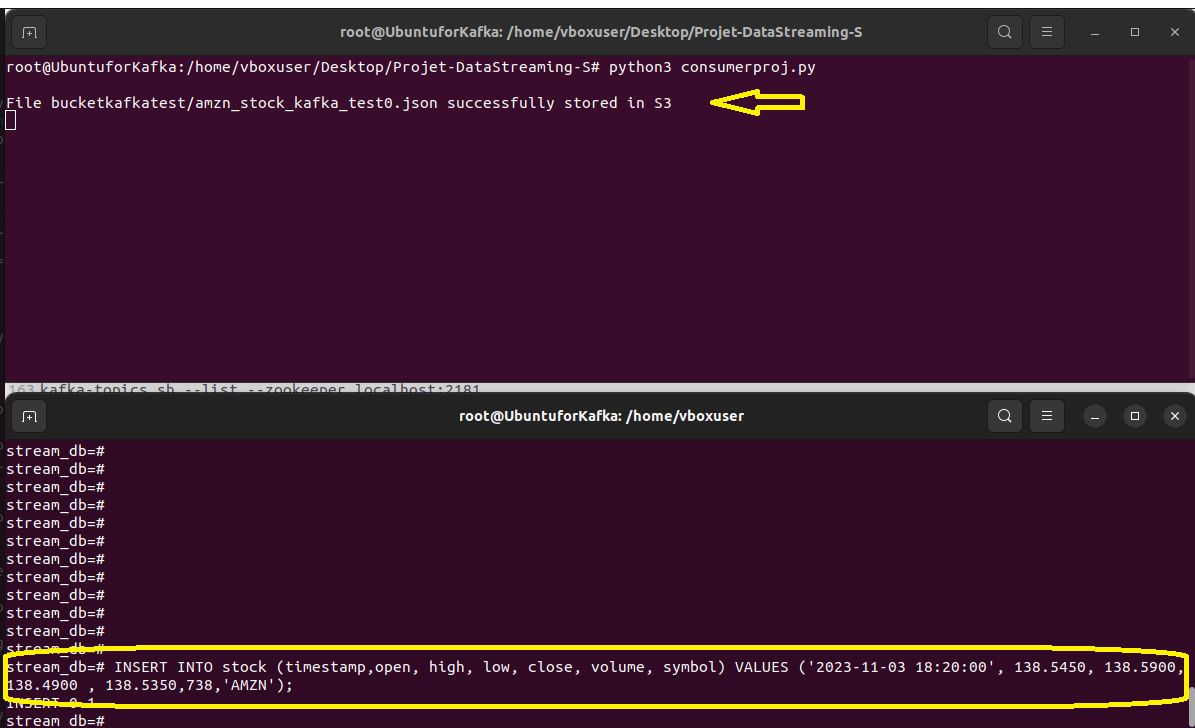 root@UbuntuforKafka: /home/vboxuser/Desktop/Projet-DataStreaming-S
root@UbuntuforKafka:/home/vboxuser/Desktop/Projet-DataStreaming-S# python3 consumerproj.py
File bucketkafkatest/amzn_stock_kafka_test0.json successfully stored in S3
163 kafka-topics.sh --list --zookeeper localhost:2181
root@UbuntuforKafka: /home/vboxuser
stream_db=#
stream_db=#
stream_db=#
stream_db=#
stream_db=#
stream_db=#
stream_db=#
stream_db=#
stream_db=#
stream_db=#
stream_db=#
stream_db=#
stream_db=# INSERT INTO stock (timestamp,open, high, low, close, volume, symbol) VALUES ('2023-11-03 18:20:00', 138.5450, 138.5900,
138.4900 , 138.5350,738,'AMZN');
INSERT 0 1
stream_db=#